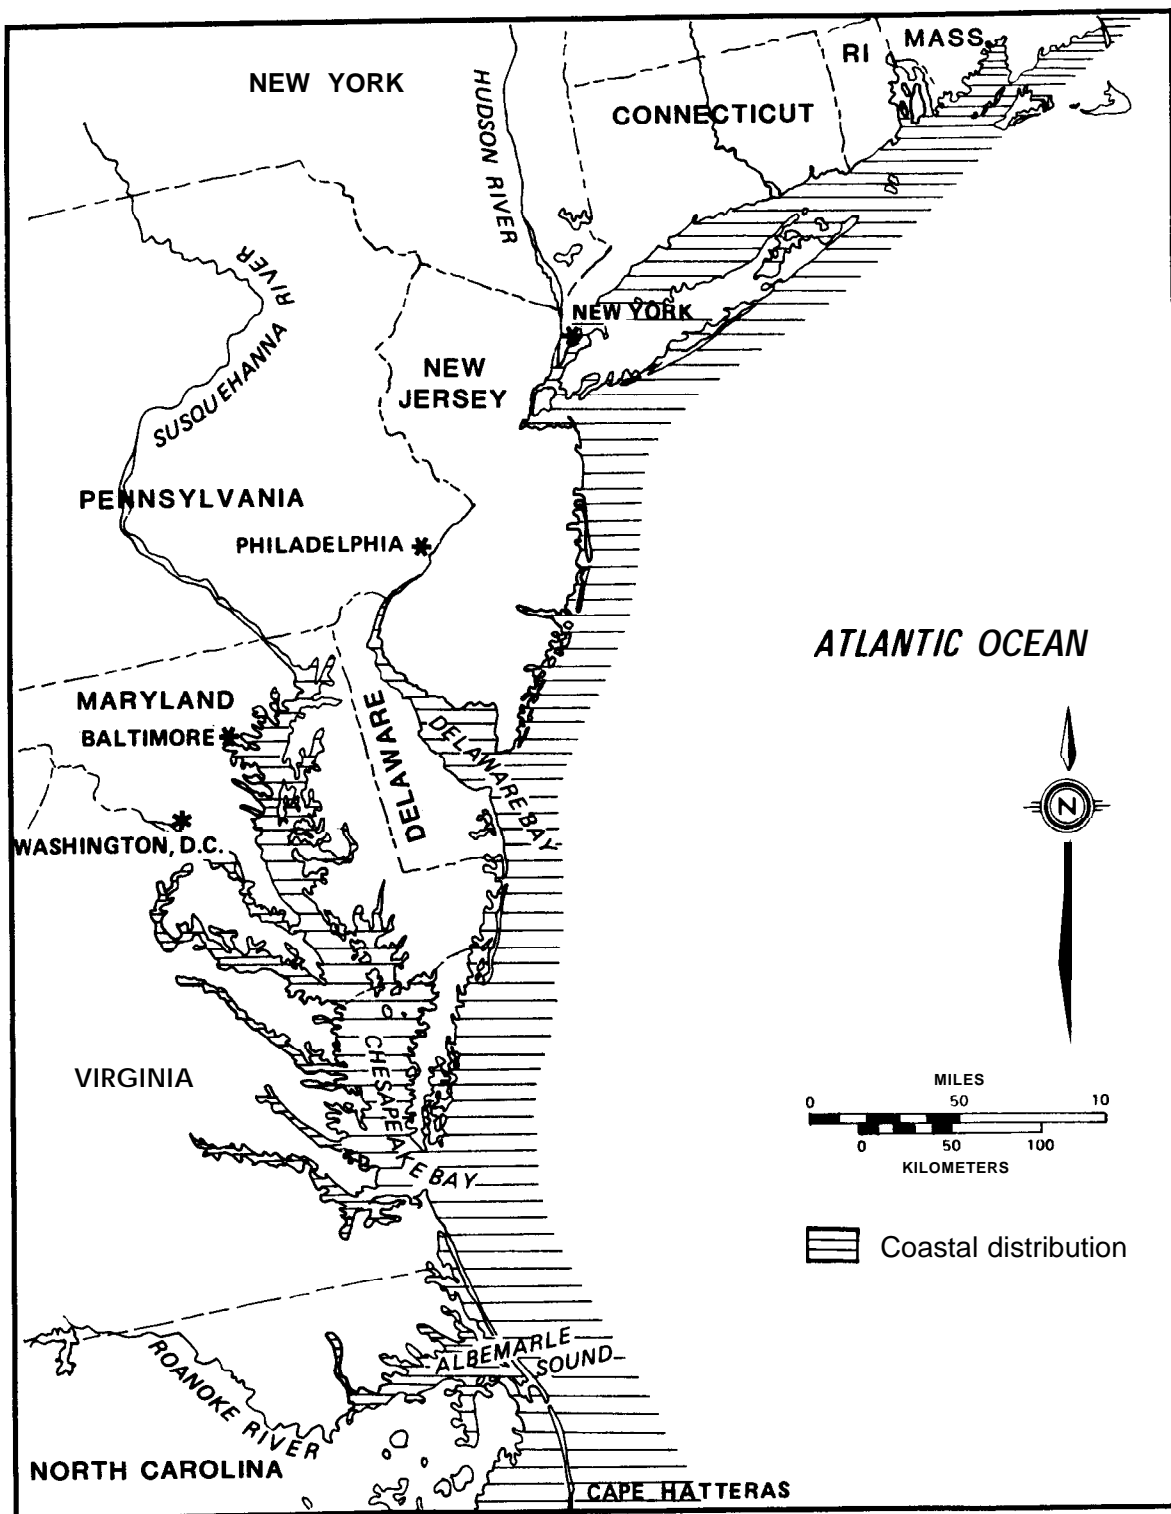 RI
MASS.
NEW YORK
HUDSON RIVER
CONNECTICUT
SUSQUEHANNA RIVER
NEW YORK
NEW
JERSEY
PENNSYLVANIA
PHILADELPHIA
ATLANTIC OCEAN
MARYLAND
BALTIMORE
DELAWARE
DELAWARE BAY
WASHINGTON, D.C.
N
VIRGINIA
CHESAPEAKE BAY
MILES
0 50 10
0 50 100
KILOMETERS
Coastal distribution
ALBEMARLE
SOUND
ROANOKE RIVER
NORTH CAROLINA
CAPE HATTERAS